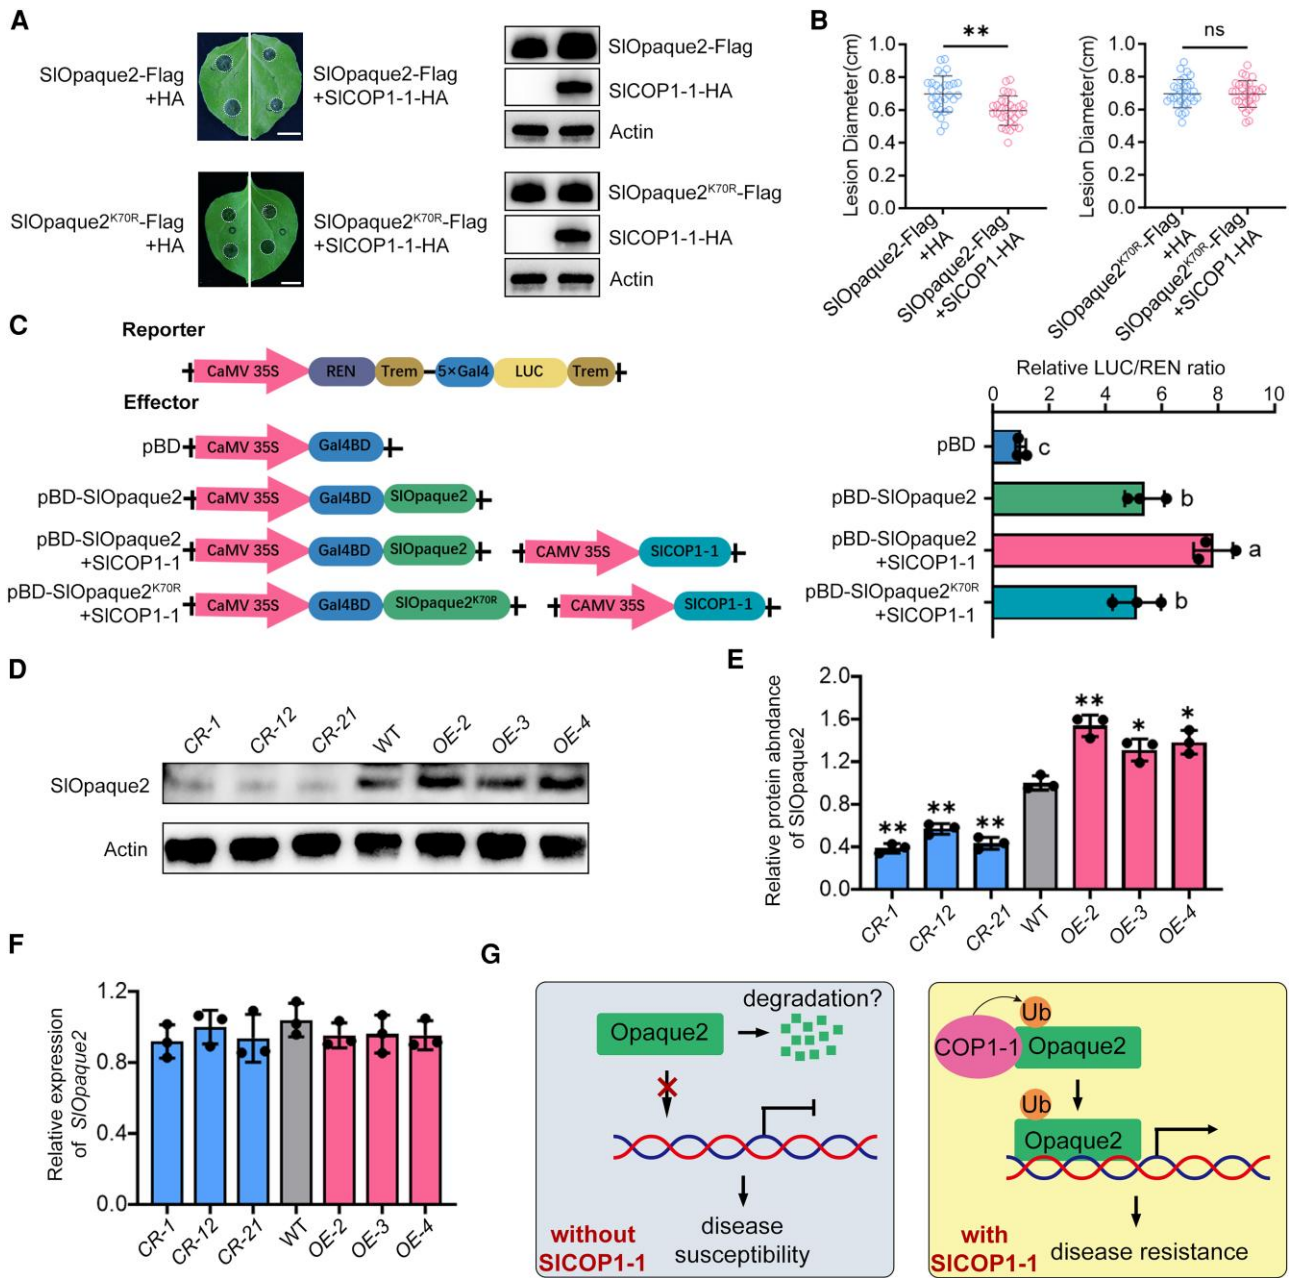 A
SlOpaque2-Flag
+HA
SlOpaque2-Flag
+SlCOP1-1-HA
SlOpaque2-Flag
SlCOP1-1-HA
Actin
SlOpaque2K70R-Flag
+HA
SlOpaque2K70R-Flag
+SlCOP1-1-HA
SlOpaque2K70R-Flag
SlCOP1-1-HA
Actin
B
Lesion Diameter(cm)
1.0
0.8
0.6
0.4
0.2
0.0
**
SlOpaque2-Flag
+HA
SlOpaque2-Flag
+SlCOP1-HA
Lesion Diameter(cm)
1.0
0.8
0.6
0.4
0.2
0.0
ns
SlOpaque2K70R-Flag
+HA
SlOpaque2K70R-Flag
+SlCOP1-HA
C
Reporter
CaMV 35S REN Trem 5×Gal4 LUC Trem
Effector
pBD CaMV 35S Gal4BD
pBD-SlOpaque2 CaMV 35S Gal4BD SlOpaque2
pBD-SlOpaque2
+SlCOP1-1
CaMV 35S Gal4BD SlOpaque2 CAMV 35S SlCOP1-1
pBD-SlOpaque2K70R
+SlCOP1-1
CaMV 35S Gal4BD SlOpaque2K70R CAMV 35S SlCOP1-1
Relative LUC/REN ratio
0 2 4 6 8 10
pBD c
pBD-SlOpaque2 b
pBD-SlOpaque2
+SlCOP1-1
a
pBD-SlOpaque2K70R
+SlCOP1-1
b
D
CR-1 CR-12 CR-21 WT OE-2 OE-3 OE-4
SlOpaque2
Actin
E
Relative protein abndance
of SlOpaque2
2.0
1.6
1.2
0.8
0.4
0.0
** ** ** ** * *
CR-1 CR-12 CR-21 WT OE-2 OE-3 OE-4
F
Relative expression
of SlOpaque2
1.2
0.8
0.4
0.0
CR-1 CR-12 CR-21 WT OE-2 OE-3 OE-4
G
degradation?
Opaque2
disease
susceptibility
without
SlCOP1-1
Ub
COP1-1 Opaque2
Ub
Opaque2
disease resistance
with
SlCOP1-1